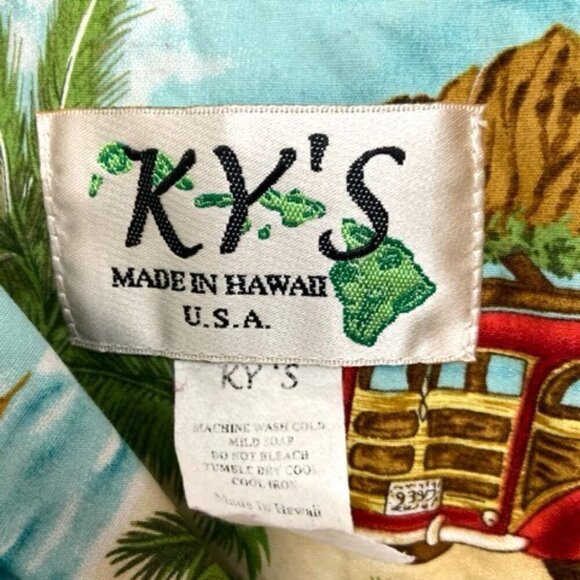 KY'S
MADE IN HAWAII
U.S.A.
KY'S
MACHINE WASH COLD
MILD SOAP
DO NOT BLEACH
TUMBLE DRY COOL
COOL IRON
Made In Hawaii